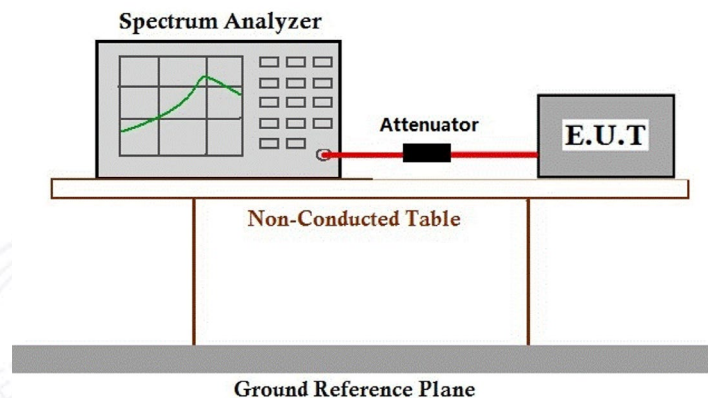 Spectrum Analyzer
Attenuator
E.U.T
Non-Conducted Table
Ground Reference Plane